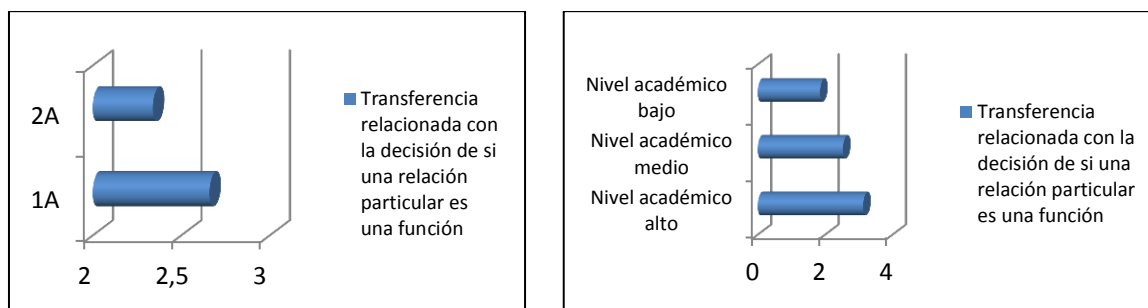 2A
1A
2
2,5
3
Transferencia
relacionada con
la decisión de si
una relación
particular es
una función
Nivel académico
bajo
Nivel académico
medio
Nivel académico
alto
0
2
4
Transferencia
relacionada con la
decisión de si una
relación particular
es una función